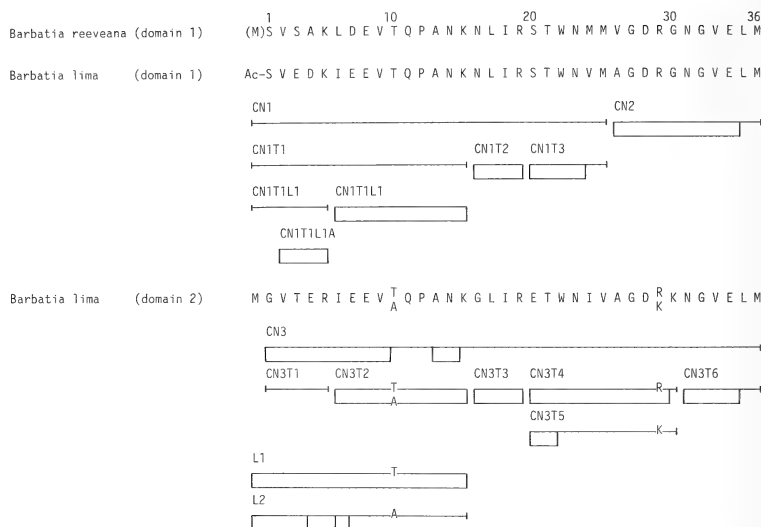 1 10 20 30 36
Barbatia reeveana (domain 1) (M)S V S A K L D E V T Q P A N K N L I R S T W N M M V G D R G N G V E L M
Barbatia lima (domain 1) Ac-S V E D K I E E V T Q P A N K N L I R S T W N V M A G D R G N G V E L M
CN1 CN2
CN1T1 CN1T2 CN1T3
CN1T1L1 CN1T1L1
CN1T1L1A
T R
Barbatia lima (domain 2) M G V T E R I E E V A Q P A N K G L I R E T W N I V A G D K K N G V E L M
CN3
CN3T1 CN3T2 CN3T3 CN3T4 CN3T6
T R
A
CN3T5
K
L1
T
L2
A